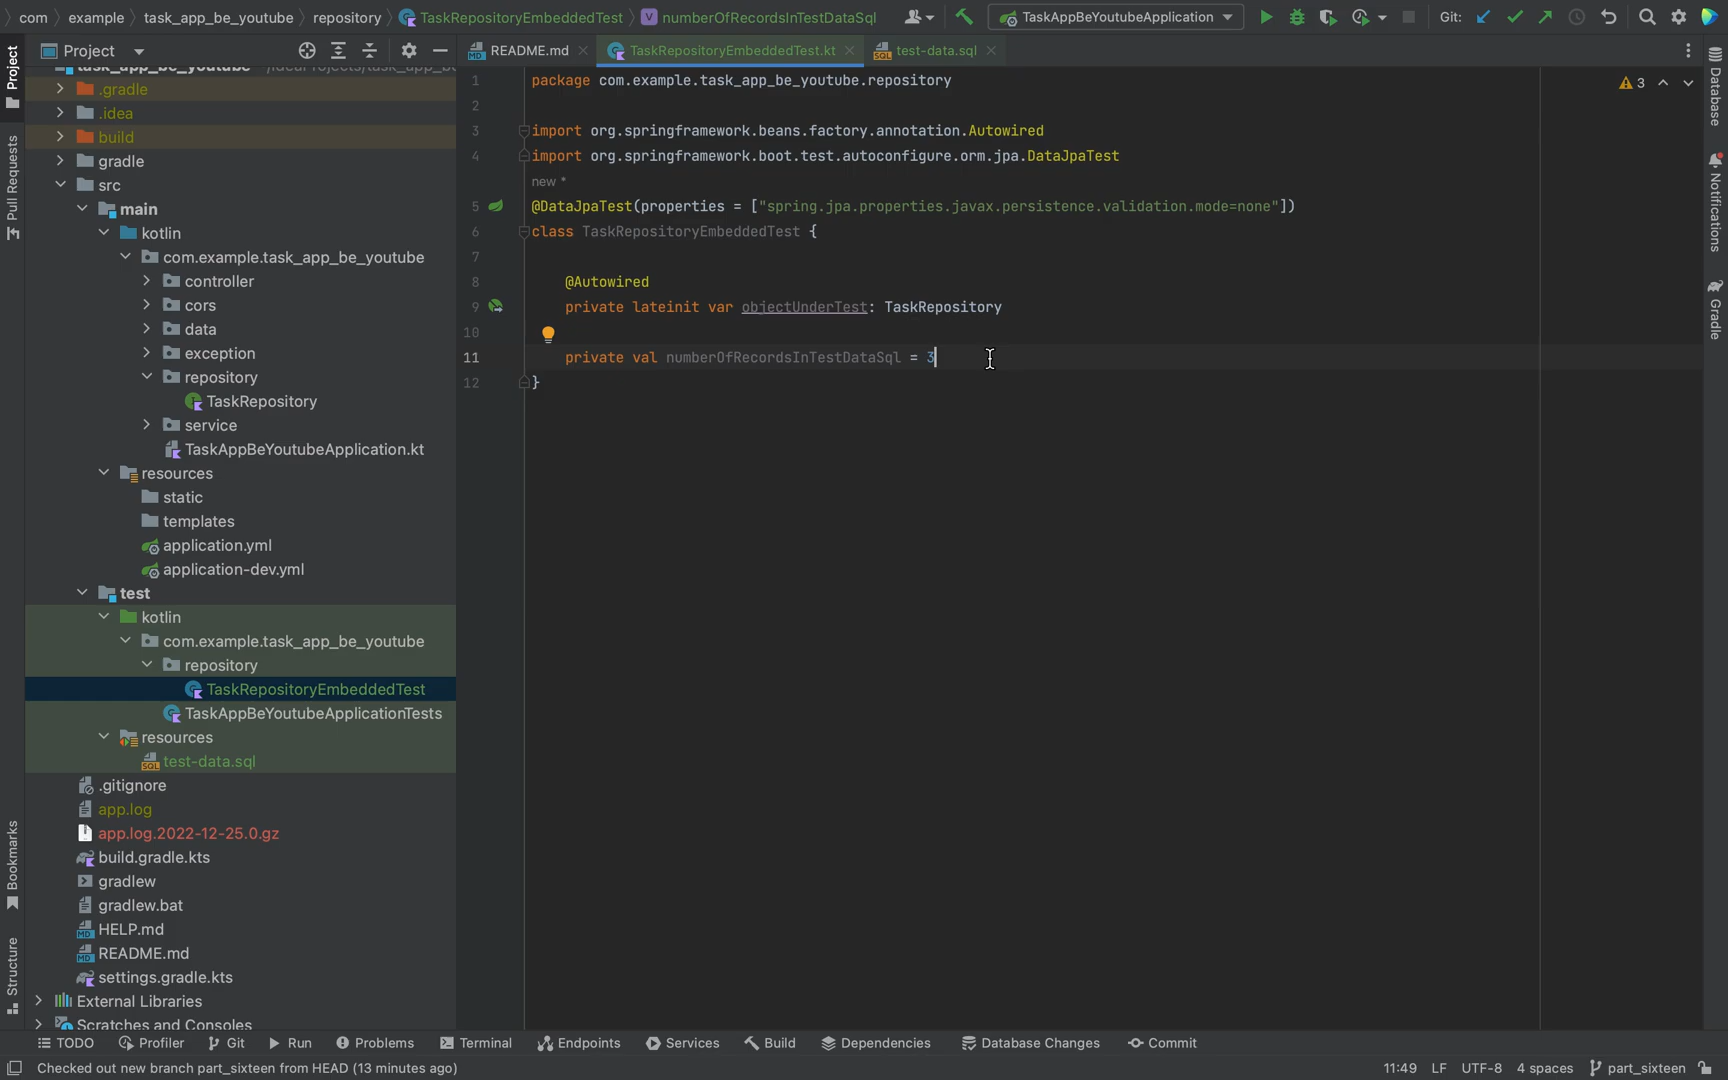 com
example
task_app_be_youtube
repository
TaskRepositoryEmbeddedTest
numberOfRecordsInTestDataSql
TaskAppBeYoutubeApplication
Git:
Project
README.md
TaskRepositoryEmbeddedTest.kt
test-data.sql
Project
Pull Requests
Bookmarks
Structure
task_app_be_youtube
.gradle
.idea
build
gradle
src
main
kotlin
com.example.task_app_be_youtube
controller
cors
data
exception
repository
TaskRepository
service
TaskAppBeYoutubeApplication.kt
resources
static
templates
application.yml
application-dev.yml
test
kotlin
com.example.task_app_be_youtube
repository
TaskRepositoryEmbeddedTest
TaskAppBeYoutubeApplicationTests
resources
test-data.sql
.gitignore
app.log
app.log.2022-12-25.0.gz
build.gradle.kts
gradlew
gradlew.bat
HELP.md
README.md
settings.gradle.kts
External Libraries
Scratches and Consoles
1 package com.example.task_app_be_youtube.repository
2
3 import org.springframework.beans.factory.annotation.Autowired
4 import org.springframework.boot.test.autoconfigure.orm.jpa.DataJpaTest
new *
5 @DataJpaTest(properties = ["spring.jpa.properties.javax.persistence.validation.mode=none"])
6 class TaskRepositoryEmbeddedTest {
7
8 @Autowired
9 private lateinit var objectUnderTest: TaskRepository
10
11 private val numberOfRecordsInTestDataSql = 3
12 }
3
Database
Notifications
Gradle
TODO
Profiler
Git
Run
Problems
Terminal
Endpoints
Services
Build
Dependencies
Database Changes
Commit
Checked out new branch part_sixteen from HEAD (13 minutes ago)
11:49
LF
UTF-8
4 spaces
part_sixteen